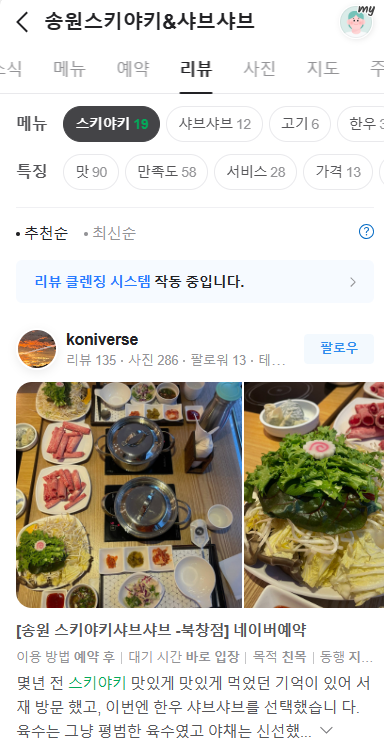 송원스키야키&샤브샤브
my
소식 메뉴 예약 리뷰 사진 지도
메뉴 스키야키 19 샤브샤브 12 고기 6 한우
특징 맛 90 만족도 58 서비스 28 가격 13
• 추천순 • 최신순 ?
리뷰 클렌징 시스템 작동 중입니다.
koniverse
리뷰 135 · 사진 286 · 팔로워 13 · 테...
팔로우
[송원 스키야키샤브샤브 -북창점] 네이버예약
이용 방법 예약 후 | 대기 시간 바로 입장 | 목적 친목 | 동행 지...
몇년 전 스키야키 맛있게 맛있게 먹었던 기억이 있어 서
재 방문 했고, 이번엔 한우 샤브샤브를 선택했습니 다.
육수는 그냥 평범한 육수였고 야채는 신선했...